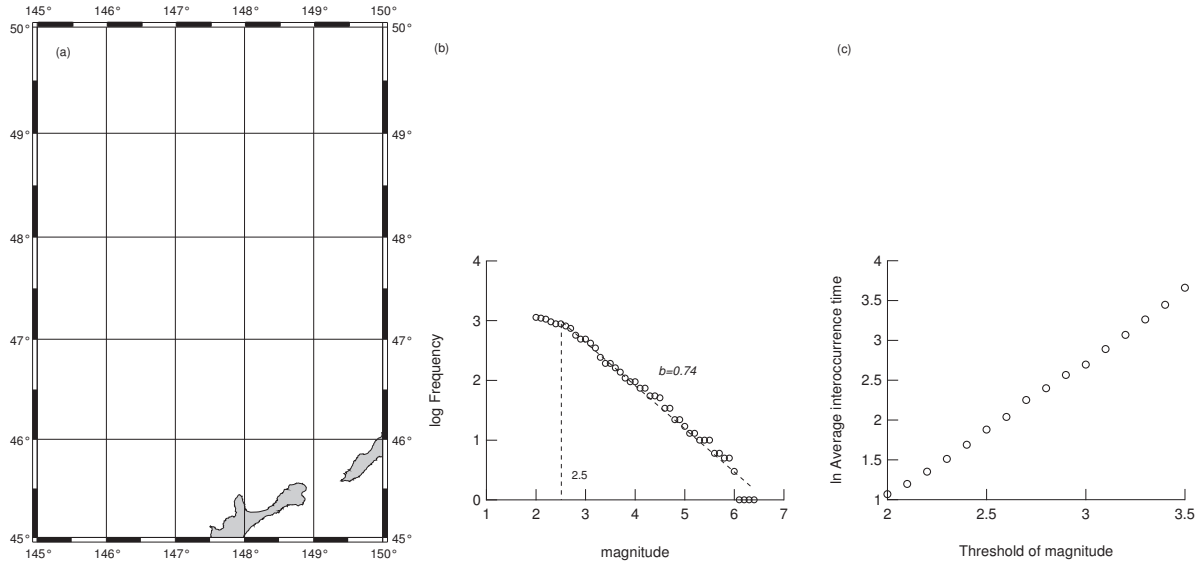 145° 146° 147° 148° 149° 150°
50° 50°
(a)
49° 49°
48° 48°
47° 47°
46° 46°
45° 45°
145° 146° 147° 148° 149° 150°
(b)
4
3
2
1
0
log Frequency
b=0.74
2.5
1 2 3 4 5 6 7
magnitude
(c)
4
3.5
3
2.5
2
1.5
1
ln Average interoccurrence time
2 2.5 3 3.5
Threshold of magnitude